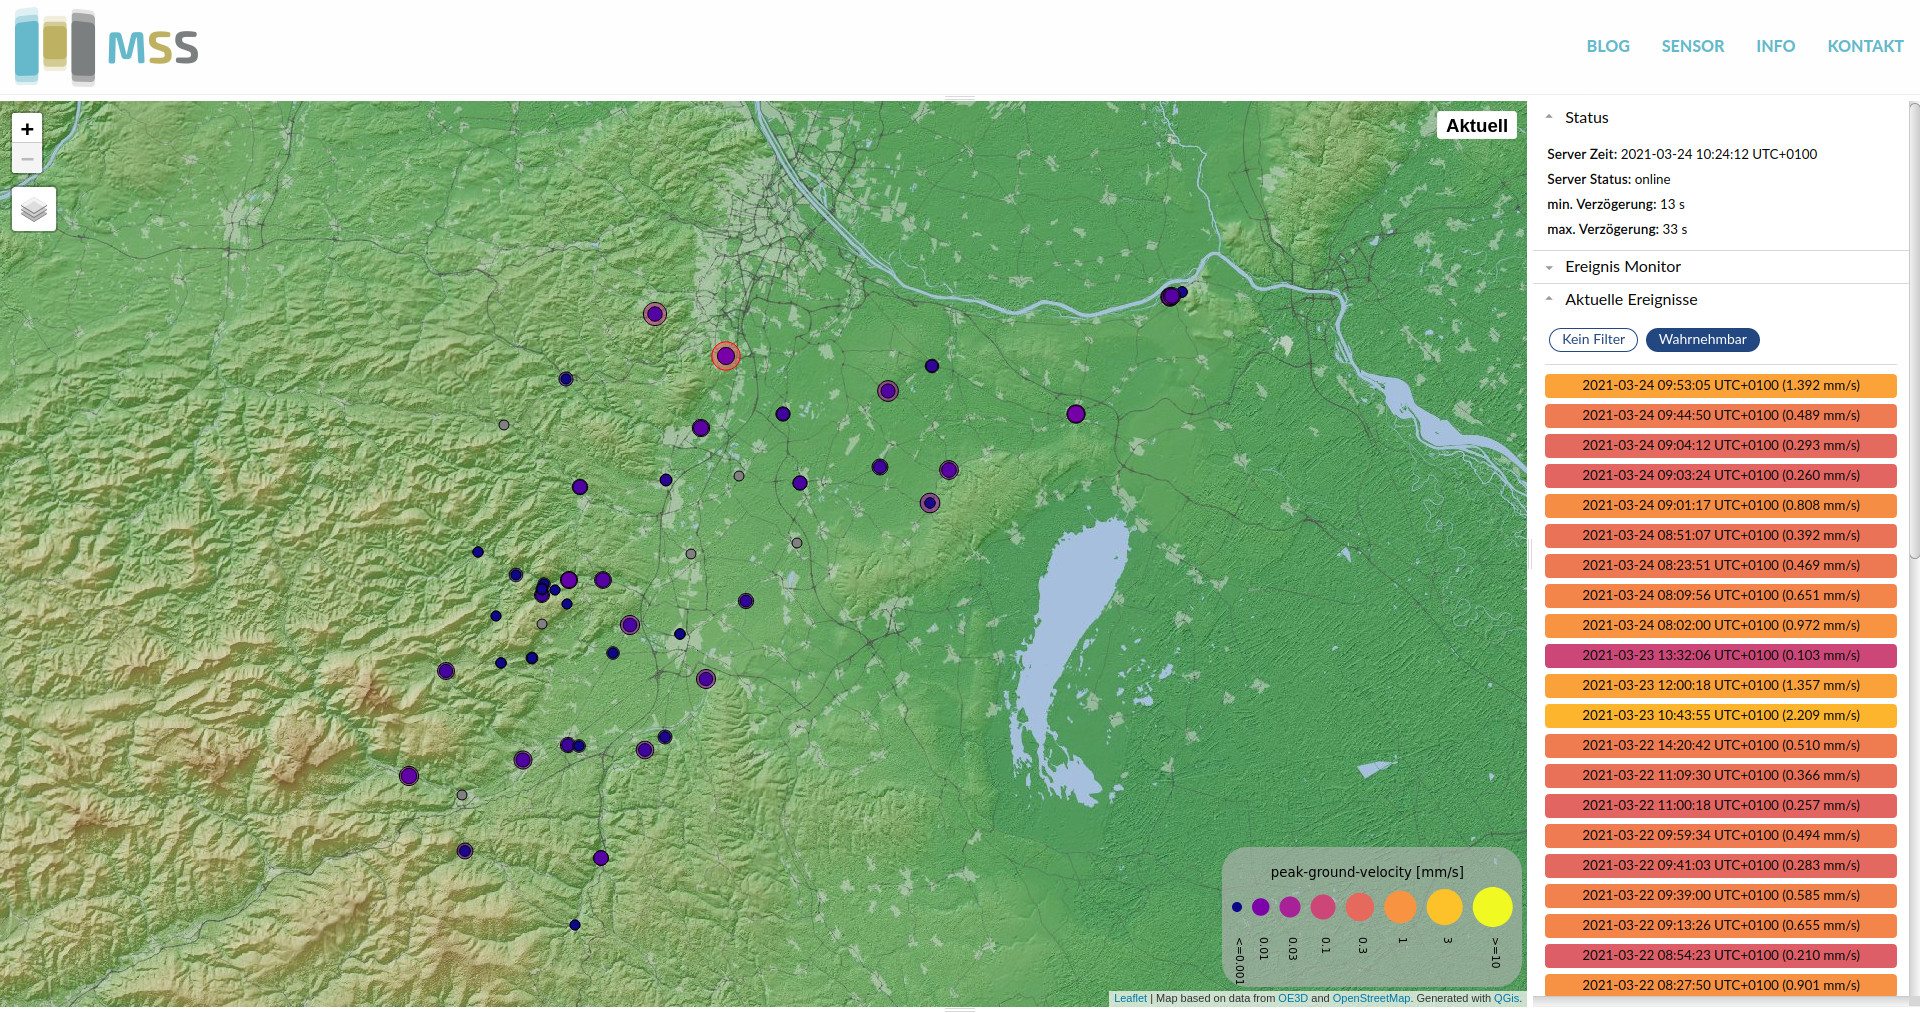 MSS
BLOG SENSOR INFO KONTAKT
+
−
Aktuell
Status
Server Zeit: 2021-03-24 10:24:12 UTC+0100
Server Status: online
min. Verzögerung: 13 s
max. Verzögerung: 33 s
Ereignis Monitor
Aktuelle Ereignisse
Kein Filter Wahrnehmbar
2021-03-24 09:53:05 UTC+0100 (1.392 mm/s)
2021-03-24 09:44:50 UTC+0100 (0.489 mm/s)
2021-03-24 09:04:12 UTC+0100 (0.293 mm/s)
2021-03-24 09:03:24 UTC+0100 (0.260 mm/s)
2021-03-24 09:01:17 UTC+0100 (0.808 mm/s)
2021-03-24 08:51:07 UTC+0100 (0.392 mm/s)
2021-03-24 08:23:51 UTC+0100 (0.469 mm/s)
2021-03-24 08:09:56 UTC+0100 (0.651 mm/s)
2021-03-24 08:02:00 UTC+0100 (0.972 mm/s)
2021-03-23 13:32:06 UTC+0100 (0.103 mm/s)
2021-03-23 12:00:18 UTC+0100 (1.357 mm/s)
2021-03-23 10:43:55 UTC+0100 (2.209 mm/s)
2021-03-22 14:20:42 UTC+0100 (0.510 mm/s)
2021-03-22 11:09:30 UTC+0100 (0.366 mm/s)
2021-03-22 11:00:18 UTC+0100 (0.257 mm/s)
2021-03-22 09:59:34 UTC+0100 (0.494 mm/s)
2021-03-22 09:41:03 UTC+0100 (0.283 mm/s)
2021-03-22 09:39:00 UTC+0100 (0.585 mm/s)
2021-03-22 09:13:26 UTC+0100 (0.655 mm/s)
2021-03-22 08:54:23 UTC+0100 (0.210 mm/s)
2021-03-22 08:27:50 UTC+0100 (0.901 mm/s)
peak-ground-velocity [mm/s]
<=0.001 0.01 0.03 0.1 0.3 1 3 >=10
Leaflet | Map based on data from OE3D and OpenStreetMap. Generated with QGis.